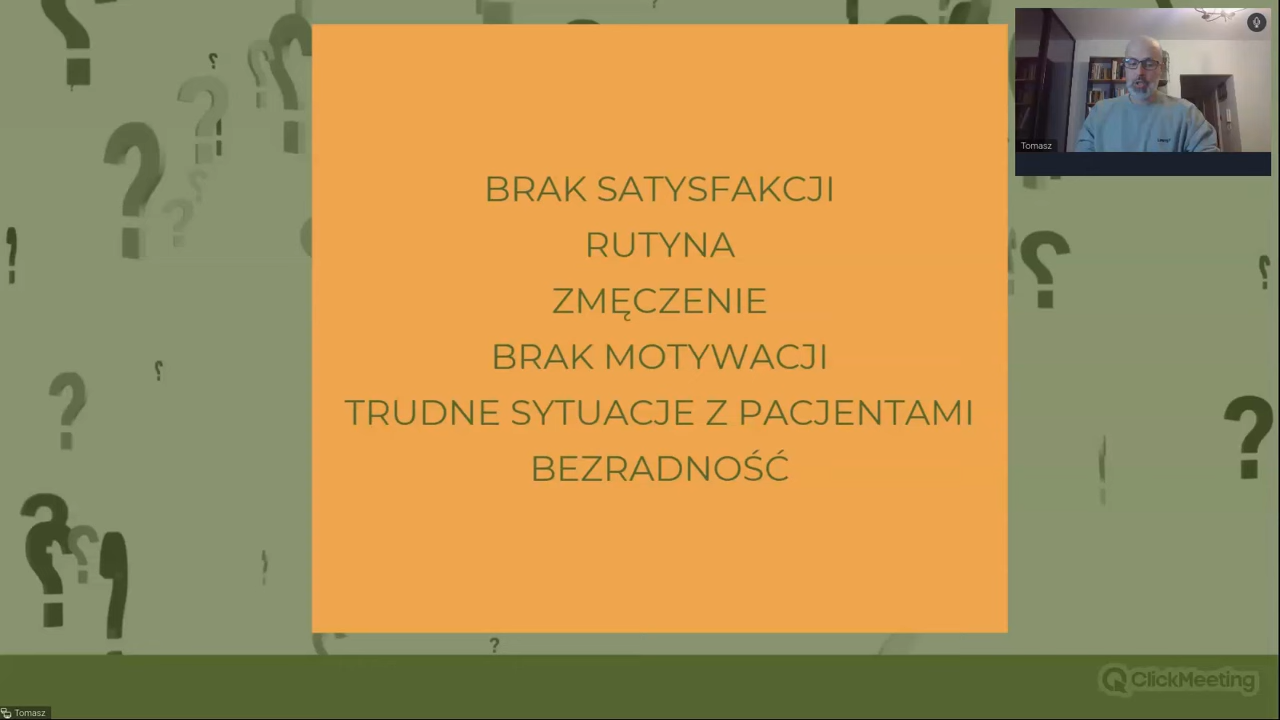 BRAK SATYSFAKCJI
RUTYNA
ZMĘCZENIE
BRAK MOTYWACJI
TRUDNE SYTUACJE Z PACJENTAMI
BEZRADNOŚĆ
Tomasz
ClickMeeting
Tomasz